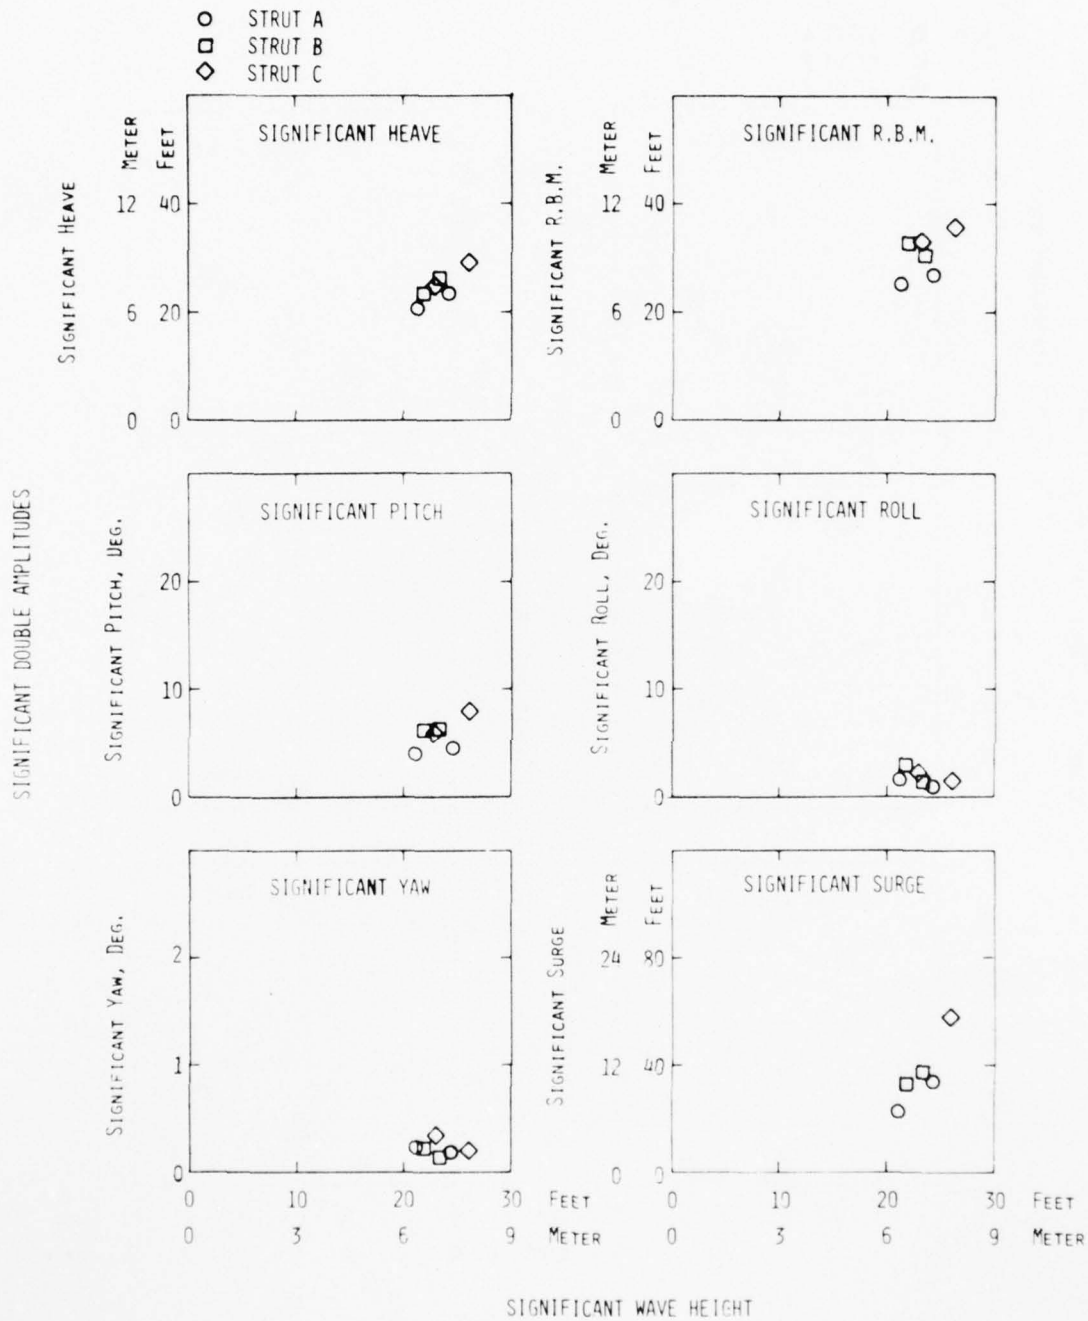 STRUT A
STRUT B
STRUT C
SIGNIFICANT DOUBLE AMPLITUDES
SIGNIFICANT HEAVE
METER
FEET
SIGNIFICANT HEAVE
12 40
6 20
0 0
SIGNIFICANT R.B.M.
METER
FEET
SIGNIFICANT R.B.M.
12 40
6 20
0 0
SIGNIFICANT PITCH, DEG.
SIGNIFICANT PITCH
20
10
0
SIGNIFICANT ROLL, DEG.
SIGNIFICANT ROLL
20
10
0
SIGNIFICANT YAW, DEG.
SIGNIFICANT YAW
2
1
0
SIGNIFICANT SURGE
METER
FEET
SIGNIFICANT SURGE
24 80
12 40
0 0
0 10 20 30 FEET
0 3 6 9 METER
0 10 20 30 FEET
0 3 6 9 METER
SIGNIFICANT WAVE HEIGHT